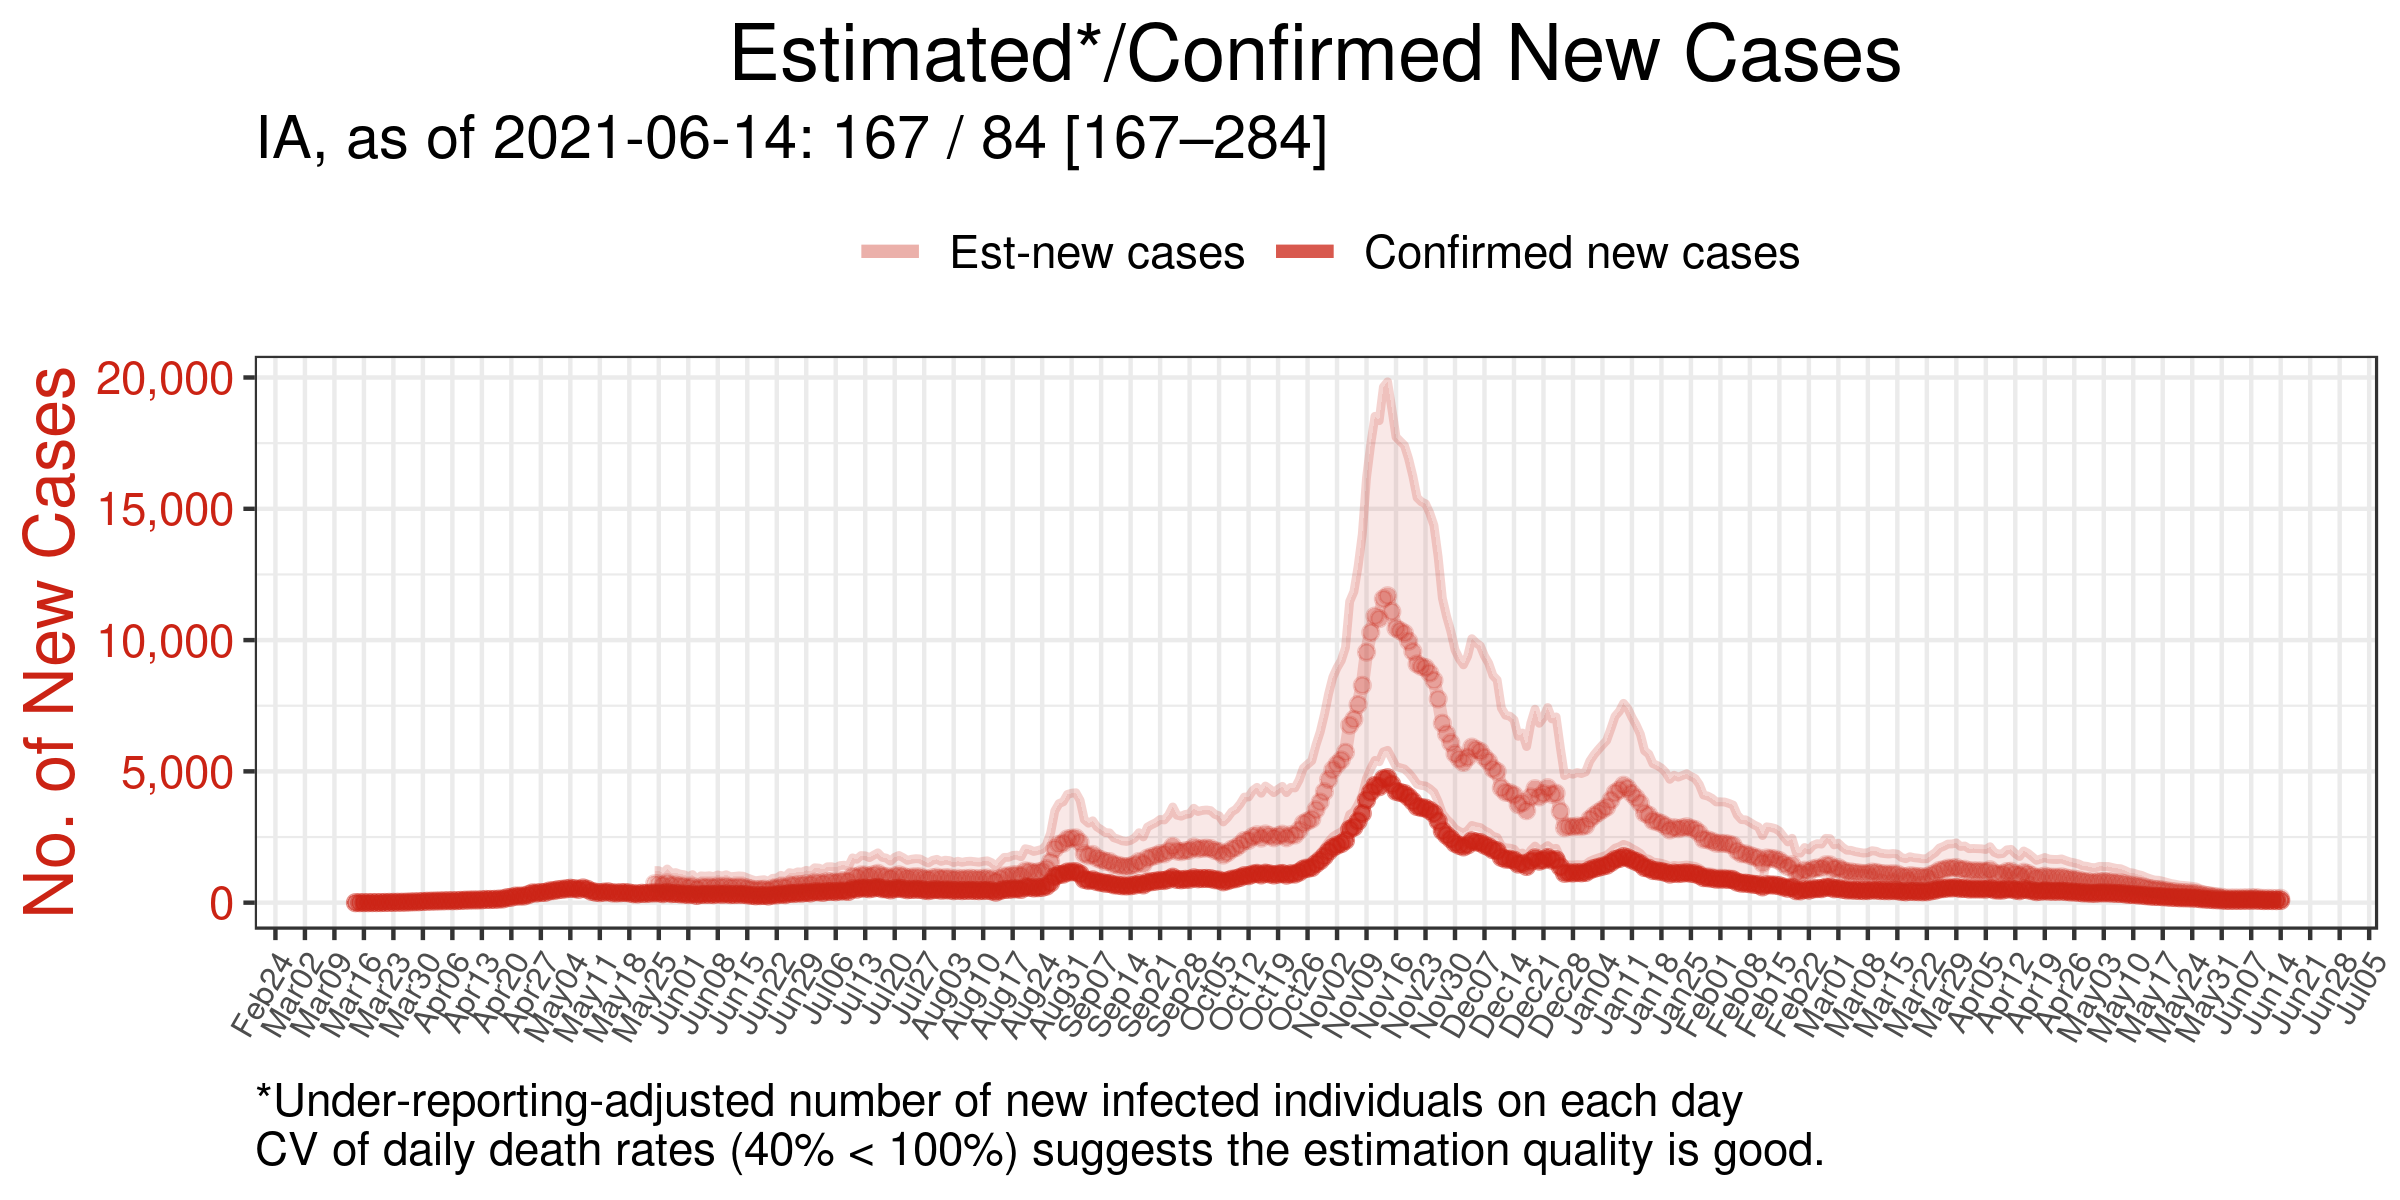 Estimated*/Confirmed New Cases
IA, as of 2021-06-14: 167 / 84 [167–284]
Est-new cases
Confirmed new cases
No. of New Cases
20,000
15,000
10,000
5,000
0
Feb24
Mar02
Mar09
Mar16
Mar23
Mar30
Apr06
Apr13
Apr20
Apr27
May04
May11
May18
May25
Jun01
Jun08
Jun15
Jun22
Jun29
Jul06
Jul13
Jul20
Jul27
Aug03
Aug10
Aug17
Aug24
Aug31
Sep07
Sep14
Sep21
Sep28
Oct05
Oct12
Oct19
Oct26
Nov02
Nov09
Nov16
Nov23
Nov30
Dec07
Dec14
Dec21
Dec28
Jan04
Jan11
Jan18
Jan25
Feb01
Feb08
Feb15
Feb22
Mar01
Mar08
Mar15
Mar22
Mar29
Apr05
Apr12
Apr19
Apr26
May03
May10
May17
May24
May31
Jun07
Jun14
Jun21
Jun28
Jul05
*Under-reporting-adjusted number of new infected individuals on each day
CV of daily death rates (40% < 100%) suggests the estimation quality is good.